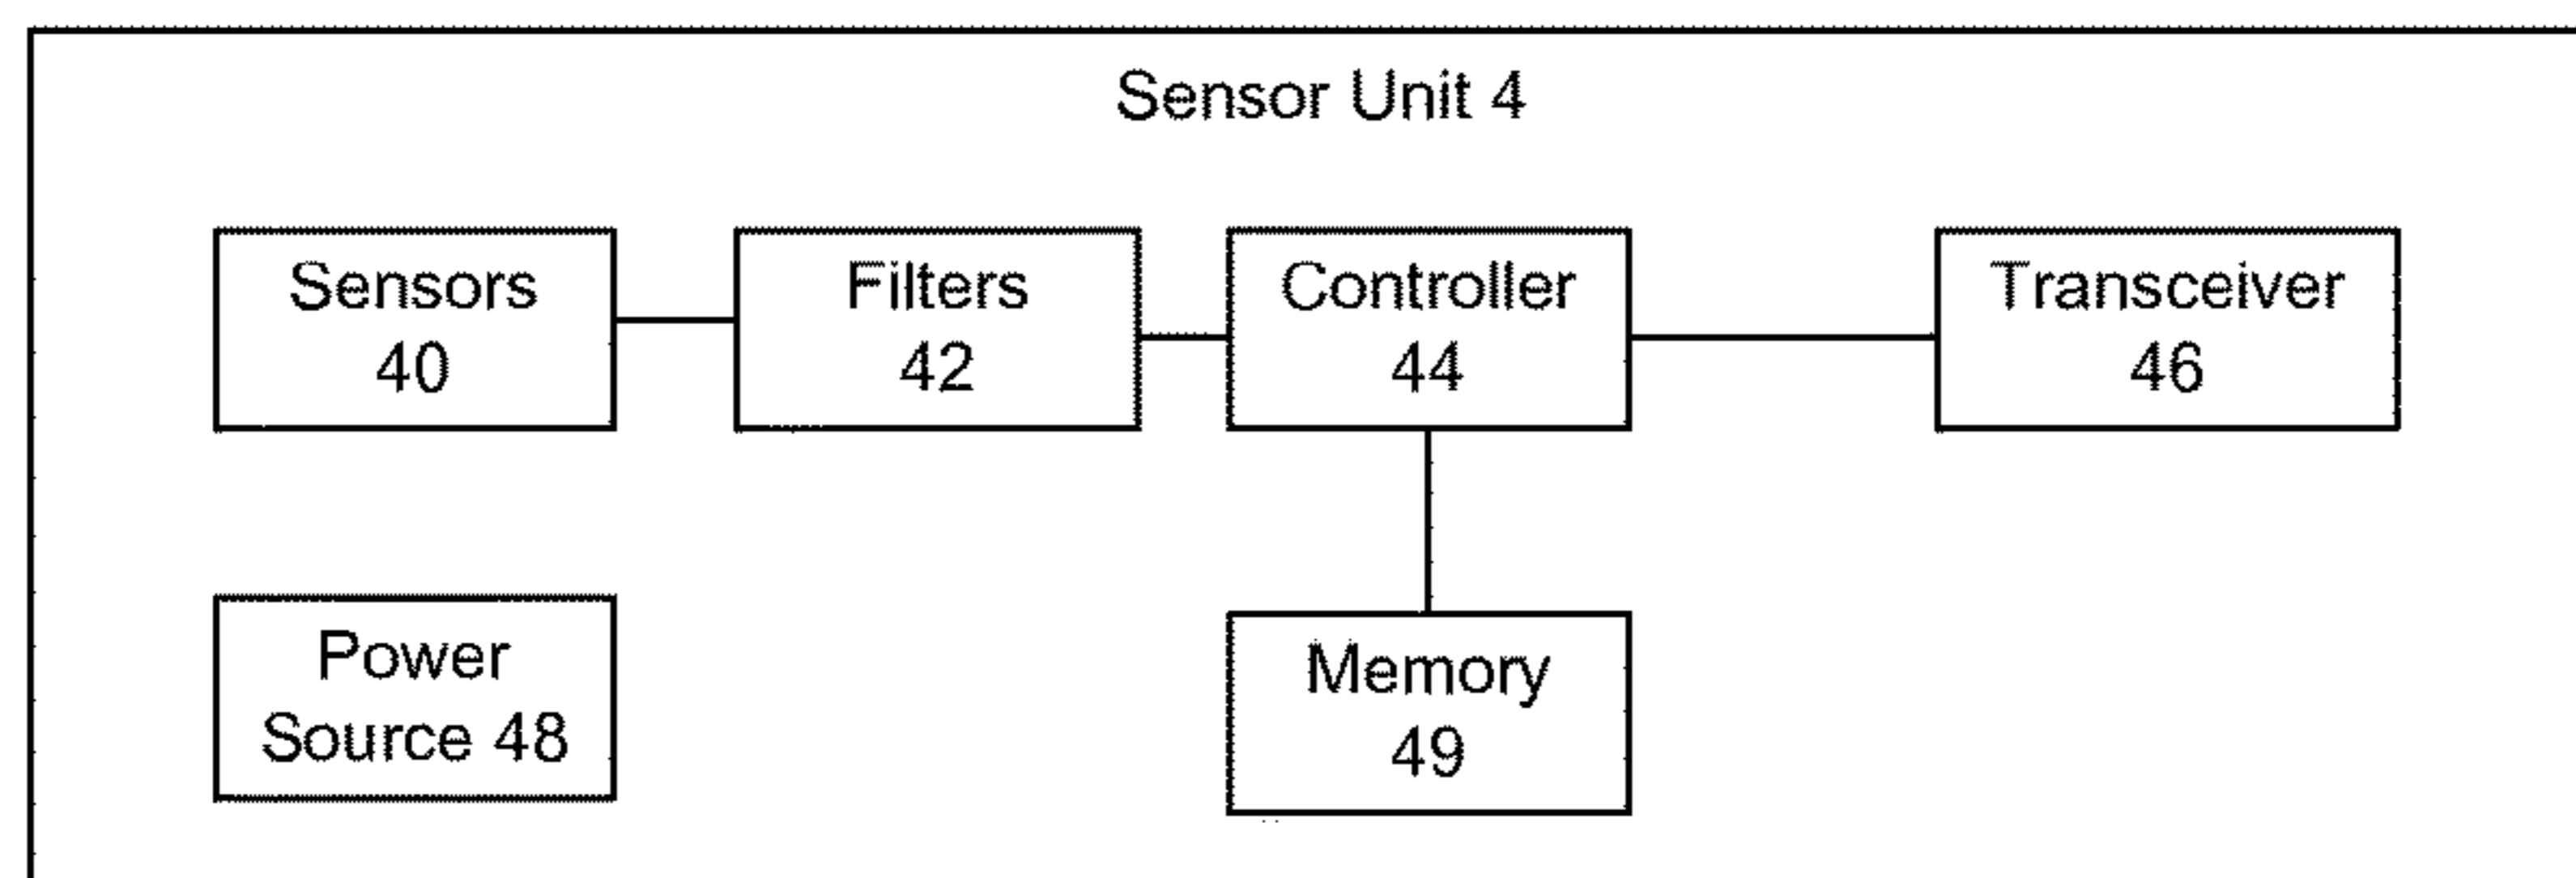 Sensor Unit 4
Sensors
40
Filters
42
Controller
44
Transceiver
46
Power
Source 48
Memory
49